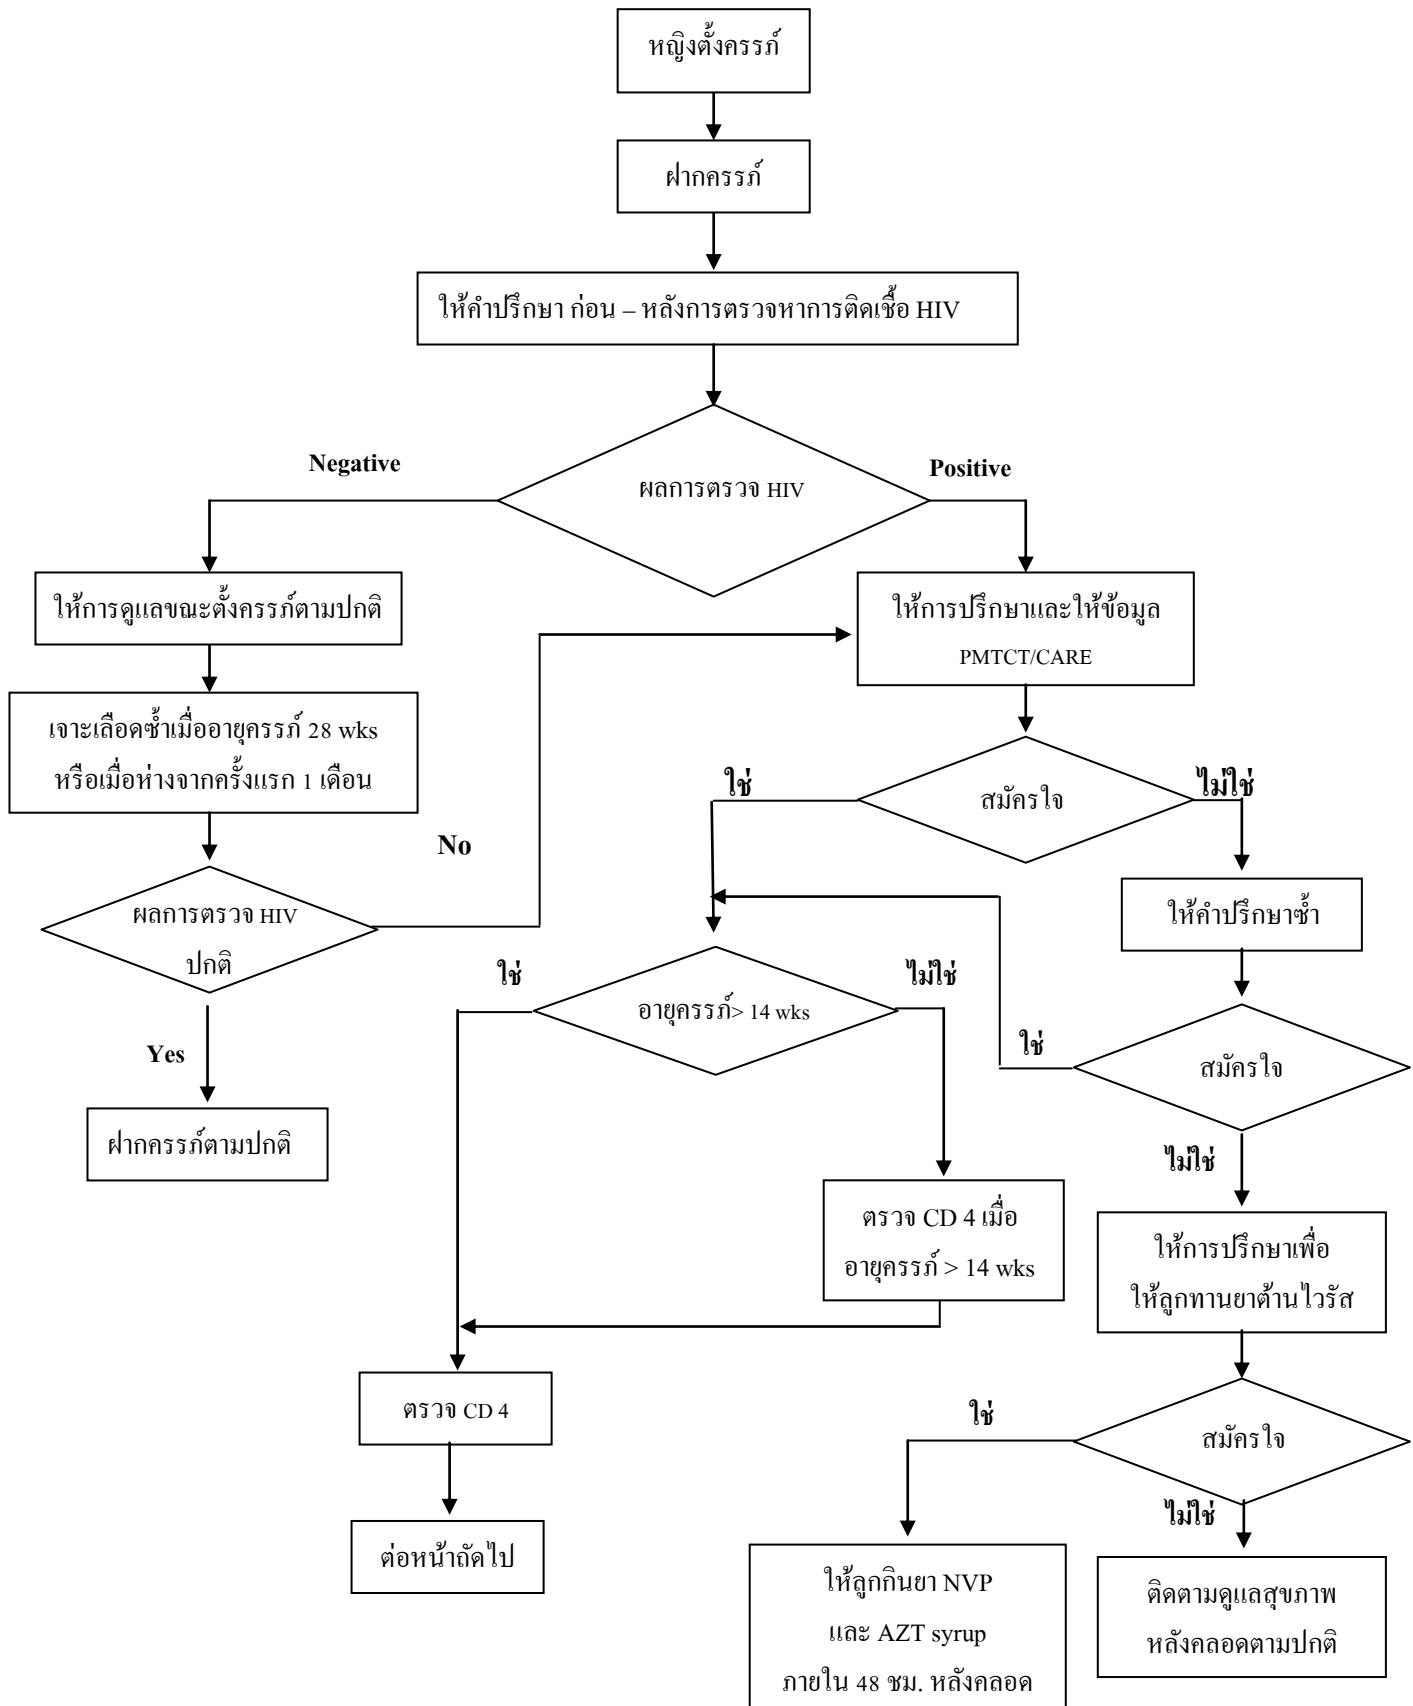 หญิงตั้งครรภ์
ฝากครรภ์
ให้คำปรึกษา ก่อน – หลังการตรวจหาการติดเชื้อ HIV
Negative
Positive
ผลการตรวจ HIV
ให้การดูแลขณะตั้งครรภ์ตามปกติ
ให้การปรึกษาและให้ข้อมูล
PMTCT/CARE
เจาะเลือดซ้ำเมื่ออายุครรภ์ 28 wks
หรือเมื่อห่างจากครั้งแรก 1 เดือน
ใช่
ไม่ใช่
สมัครใจ
No
ผลการตรวจ HIV
ปกติ
ให้คำปรึกษาซ้ำ
ใช่
ไม่ใช่
อายุครรภ์> 14 wks
Yes
ใช่
สมัครใจ
ฝากครรภ์ตามปกติ
ไม่ใช่
ตรวจ CD 4 เมื่อ
อายุครรภ์ > 14 wks
ให้การปรึกษาเพื่อ
ให้ลูกทานยาต้านไวรัส
ตรวจ CD 4
ใช่
สมัครใจ
ไม่ใช่
ต่อหน้าถัดไป
ให้ลูกกินยา NVP
และ AZT syrup
ภายใน 48 ชม. หลังคลอด
ติดตามดูแลสุขภาพ
หลังคลอดตามปกติ